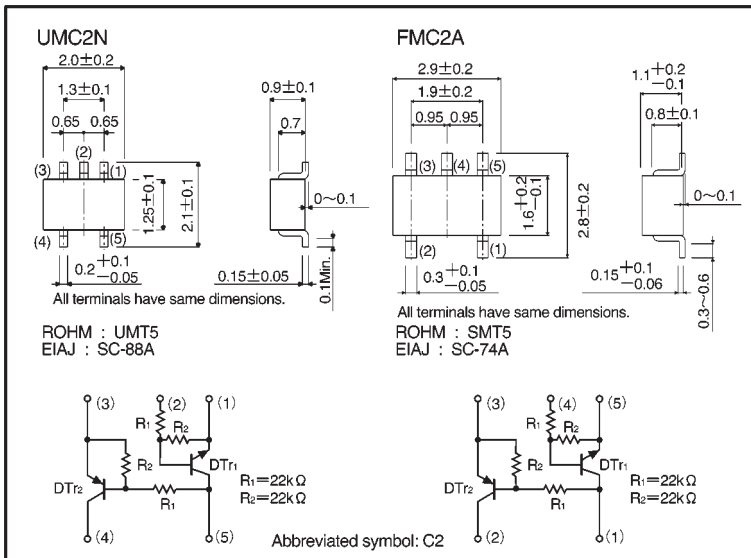 UMC2N
2.0±0.2
1.3±0.1
0.65 0.65
(2)
(3) (1)
1.25±0.1
2.1±0.1
(4) (5)
0.2 +0.1 −0.05
0.9±0.1
0.7
0~0.1
0.15±0.05
0.1Min.
All terminals have same dimensions.
ROHM : UMT5
EIAJ : SC-88A
FMC2A
2.9±0.2
1.9±0.2
0.95 0.95
(3) (4) (5)
1.6 +0.2 −0.1
2.8±0.2
(2) (1)
0.3 +0.1 −0.05
1.1 +0.2 −0.1
0.8±0.1
0~0.1
0.15 +0.1 −0.06
0.3~0.6
All terminals have same dimensions.
ROHM : SMT5
EIAJ : SC-74A
(3) (2) (1)
R1
R2
R2
DTr1
DTr2
R1
R1=22kΩ
R2=22kΩ
(4) (5)
(3) (4) (5)
R1
R2
R2
DTr1
DTr2
R1
R1=22kΩ
R2=22kΩ
(2) (1)
Abbreviated symbol: C2